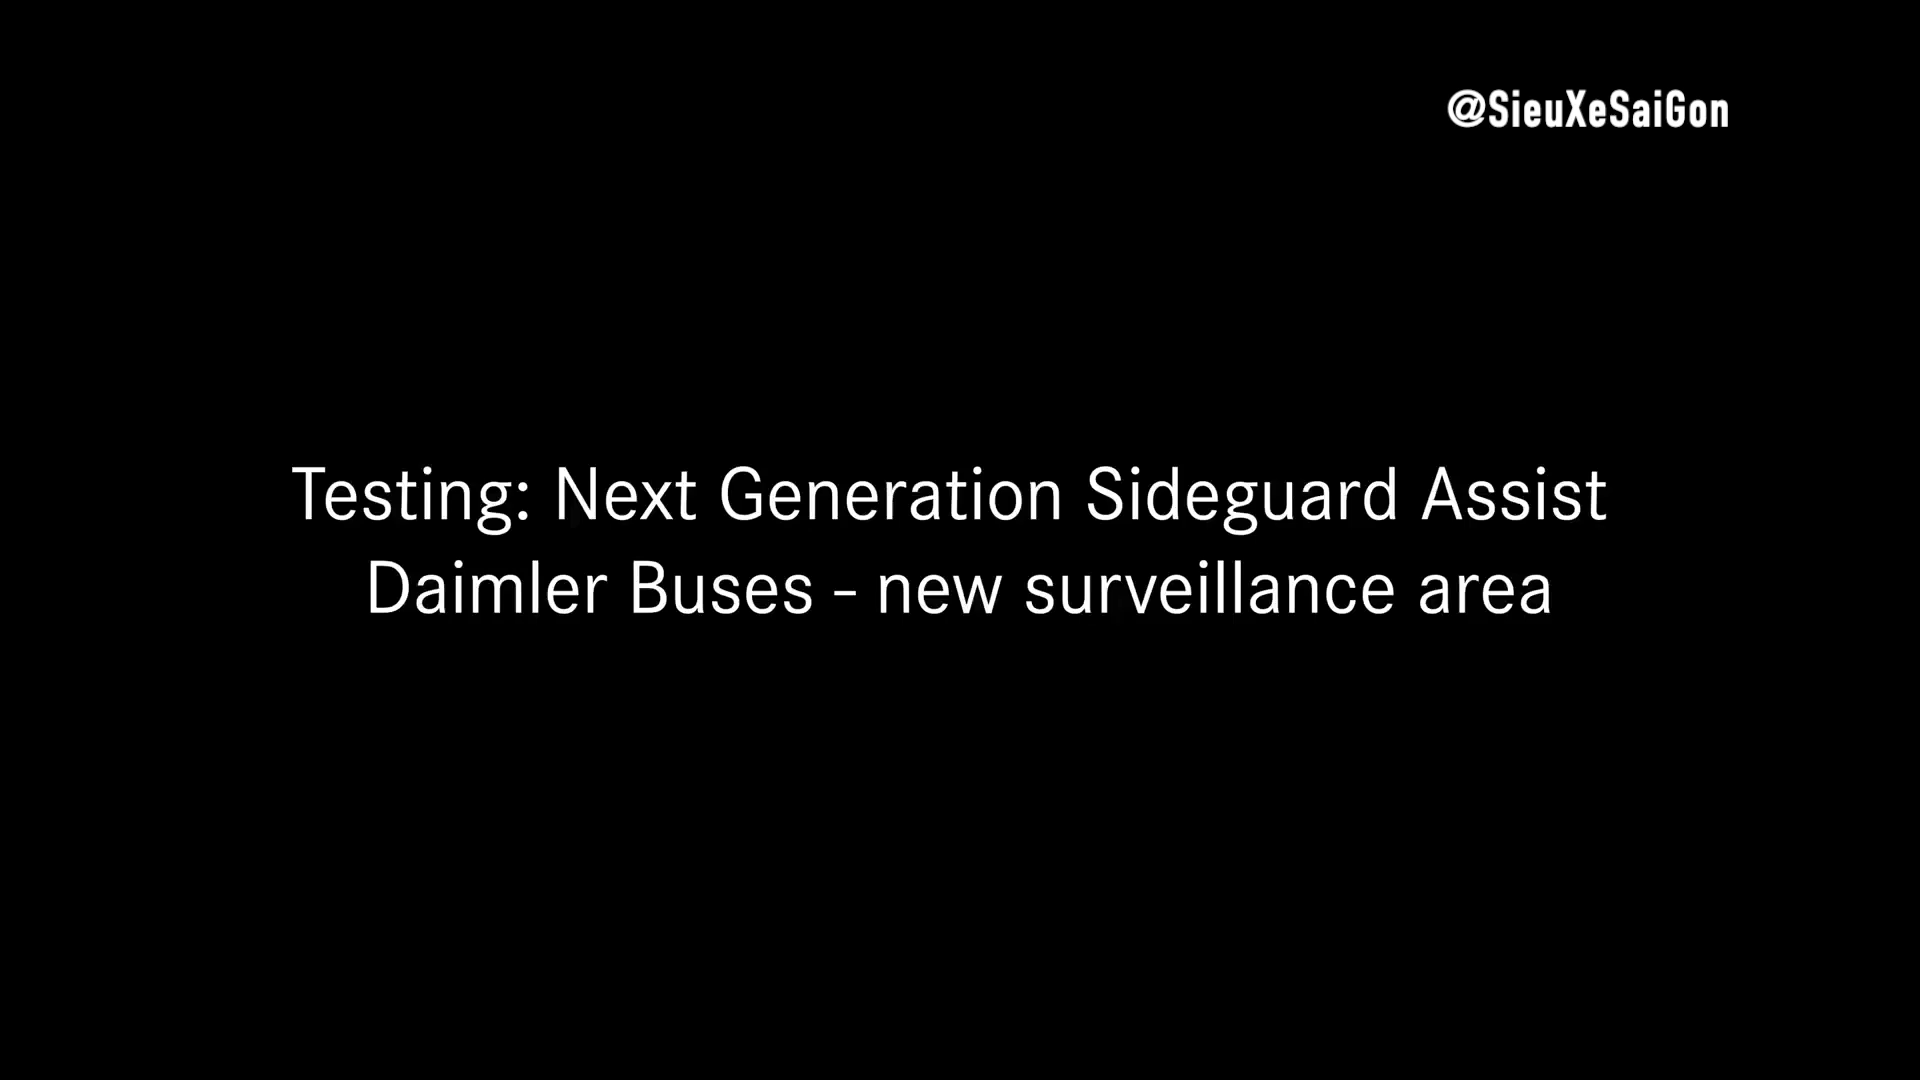 @SieuXeSaiGon
Testing: Next Generation Sideguard Assist
Daimler Buses - new surveillance area